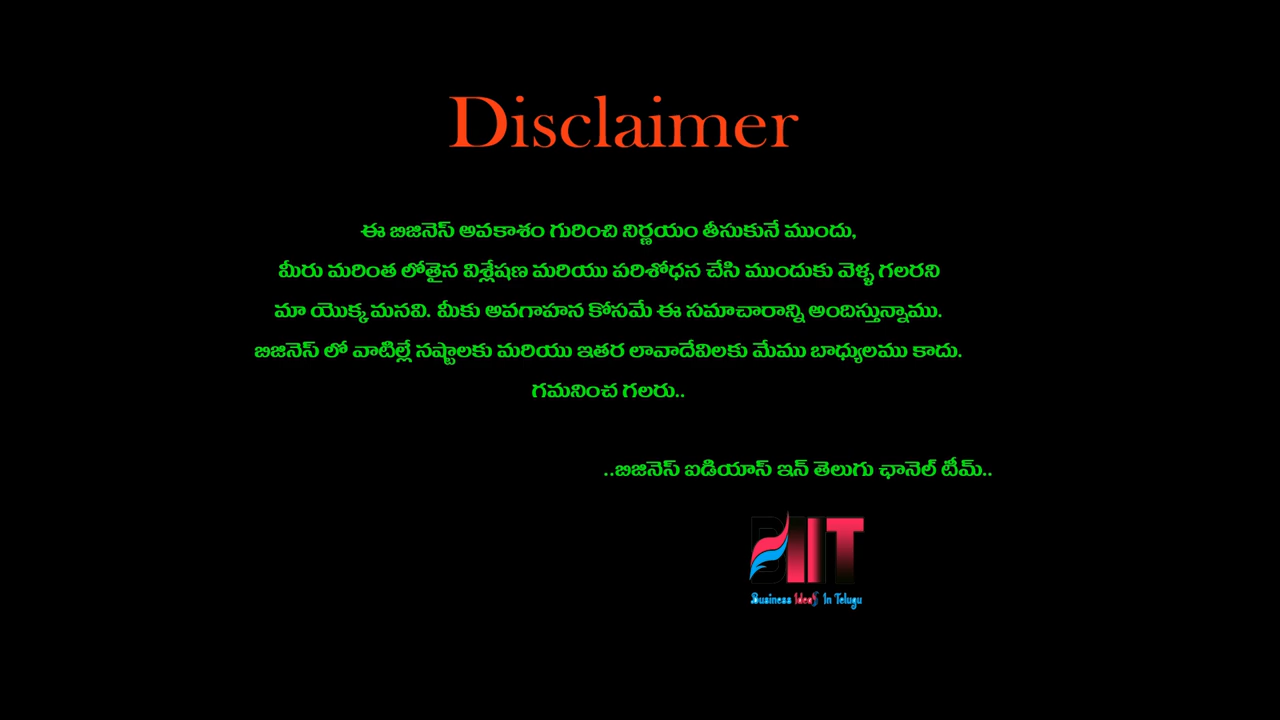 Disclaimer
ఈ బిజినెస్ అవకాశం గురించి నిర్ణయం తీసుకునే ముందు,
మీరు మరింత లోతైన విశ్లేషణ మరియు పరిశోధన చేసి ముందుకు వెళ్ళ గలరని
మా యొక్క మనవి. మీకు అవగాహన కోసమే ఈ సమాచారాన్ని అందిస్తున్నాము.
బిజినెస్ లో వాటిల్లే నష్టాలకు మరియు ఇతర లావాదేవిలకు మేము బాధ్యులము కాదు.
గమనించ గలరు..
..బిజినెస్ ఐడియాస్ ఇన్ తెలుగు ఛానెల్ టీమ్..
BIIT
Business IdeaS In Telugu